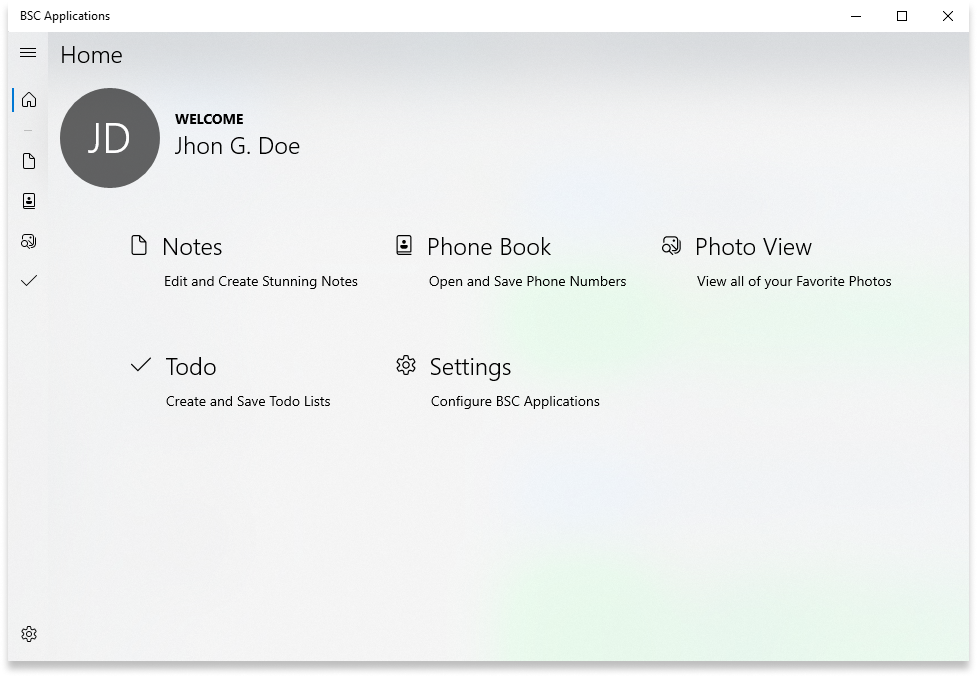 BSC Applications
Home
JD
WELCOME
Jhon G. Doe
Notes
Edit and Create Stunning Notes
Phone Book
Open and Save Phone Numbers
Photo View
View all of your Favorite Photos
Todo
Create and Save Todo Lists
Settings
Configure BSC Applications